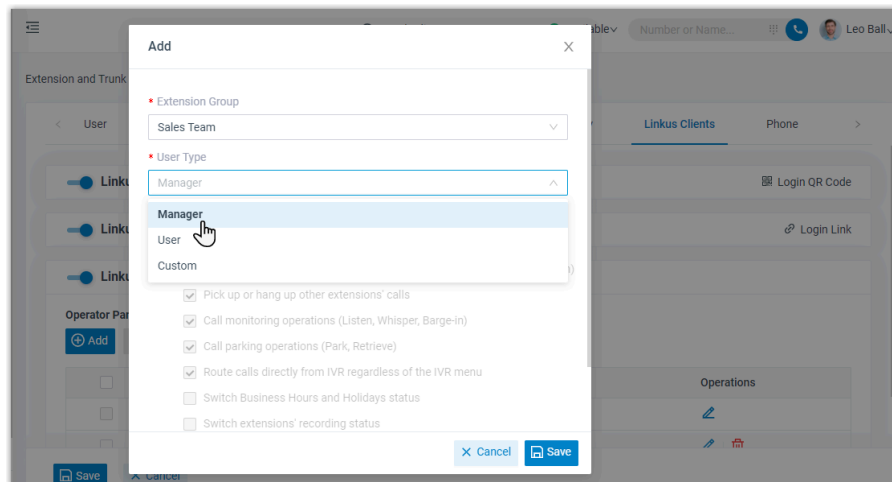 Add
Number or Name...
Leo Ball
Extension and Trunk
* Extension Group
Sales Team
User
Linkus Clients
Phone
* User Type
Manager
Login QR Code
Manager
User
Login Link
Custom
Pick up or hang up other extensions' calls
Operator Par
Call monitoring operations (Listen, Whisper, Barge-in)
Add
Call parking operations (Park, Retrieve)
Route calls directly from IVR regardless of the IVR menu
Operations
Switch Business Hours and Holidays status
Switch extensions' recording status
Cancel
Save
Save
Cancel